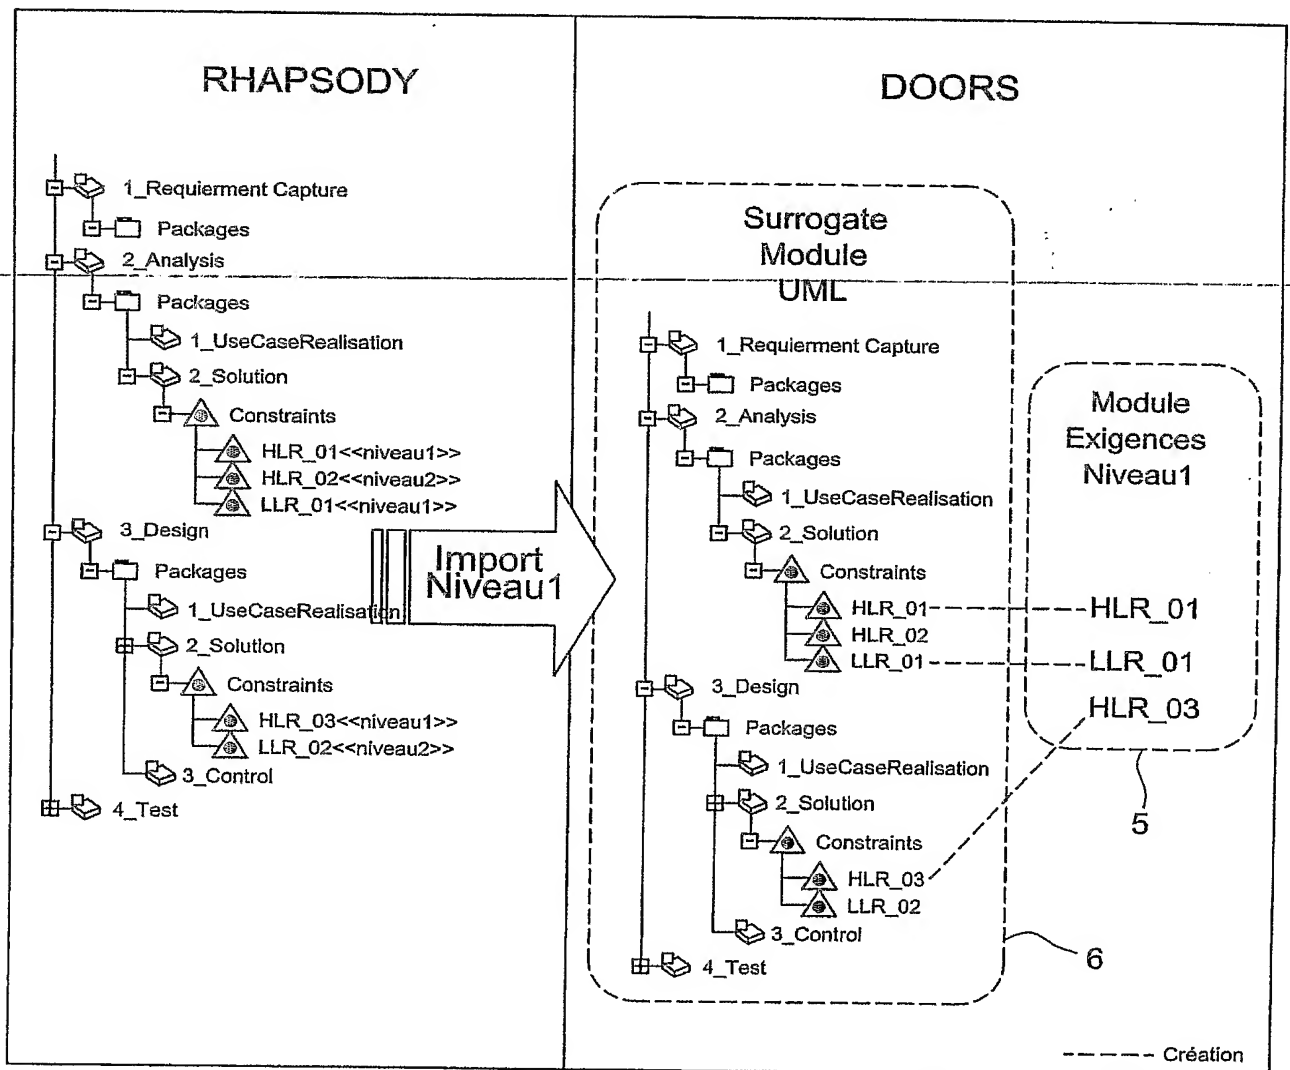 RHAPSODY
1_Requierment Capture
Packages
2_Analysis
Packages
1_UseCaseRealisation
2_Solution
Constraints
HLR_01<<niveau1>>
HLR_02<<niveau2>>
LLR_01<<niveau1>>
3_Design
Packages
1_UseCaseRealisation
2_Solution
Constraints
HLR_03<<niveau1>>
LLR_02<<niveau2>>
3_Control
4_Test
Import
Niveau1
DOORS
Surrogate
Module
UML
1_Requierment Capture
Packages
2_Analysis
Packages
1_UseCaseRealisation
2_Solution
Constraints
HLR_01
HLR_02
LLR_01
3_Design
Packages
1_UseCaseRealisation
2_Solution
Constraints
HLR_03
LLR_02
3_Control
4_Test
Module
Exigences
Niveau1
HLR_01
LLR_01
HLR_03
5
6
Création